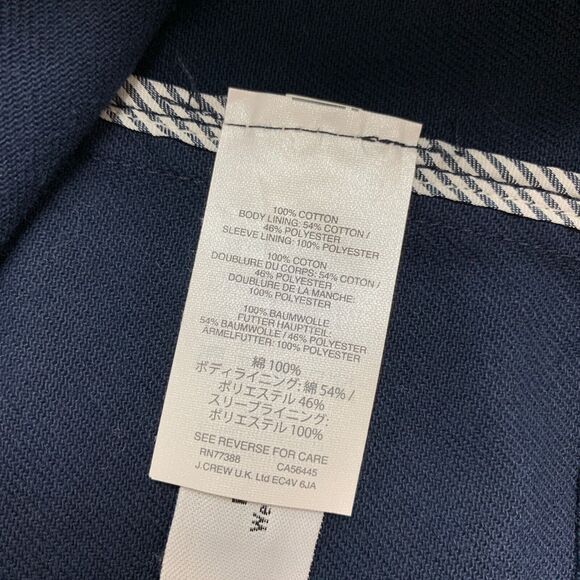 100% COTTON
BODY LINING: 54% COTTON /
46% POLYESTER
SLEEVE LINING: 100% POLYESTER
100% COTON
DOUBLURE DU CORPS: 54% COTON /
46% POLYESTER
DOUBLURE DE LA MANCHE:
100% POLYESTER
100% BAUMWOLLE
FUTTER HAUPTTEIL:
54% BAUMWOLLE / 46% POLYESTER
ÄRMELFUTTER: 100% POLYESTER
綿 100%
ボディライニング: 綿 54% /
ポリエステル 46%
スリーブライニング:
ポリエステル 100%
SEE REVERSE FOR CARE
RN77388 CA56445
J.CREW U.K. Ltd EC4V 6JA